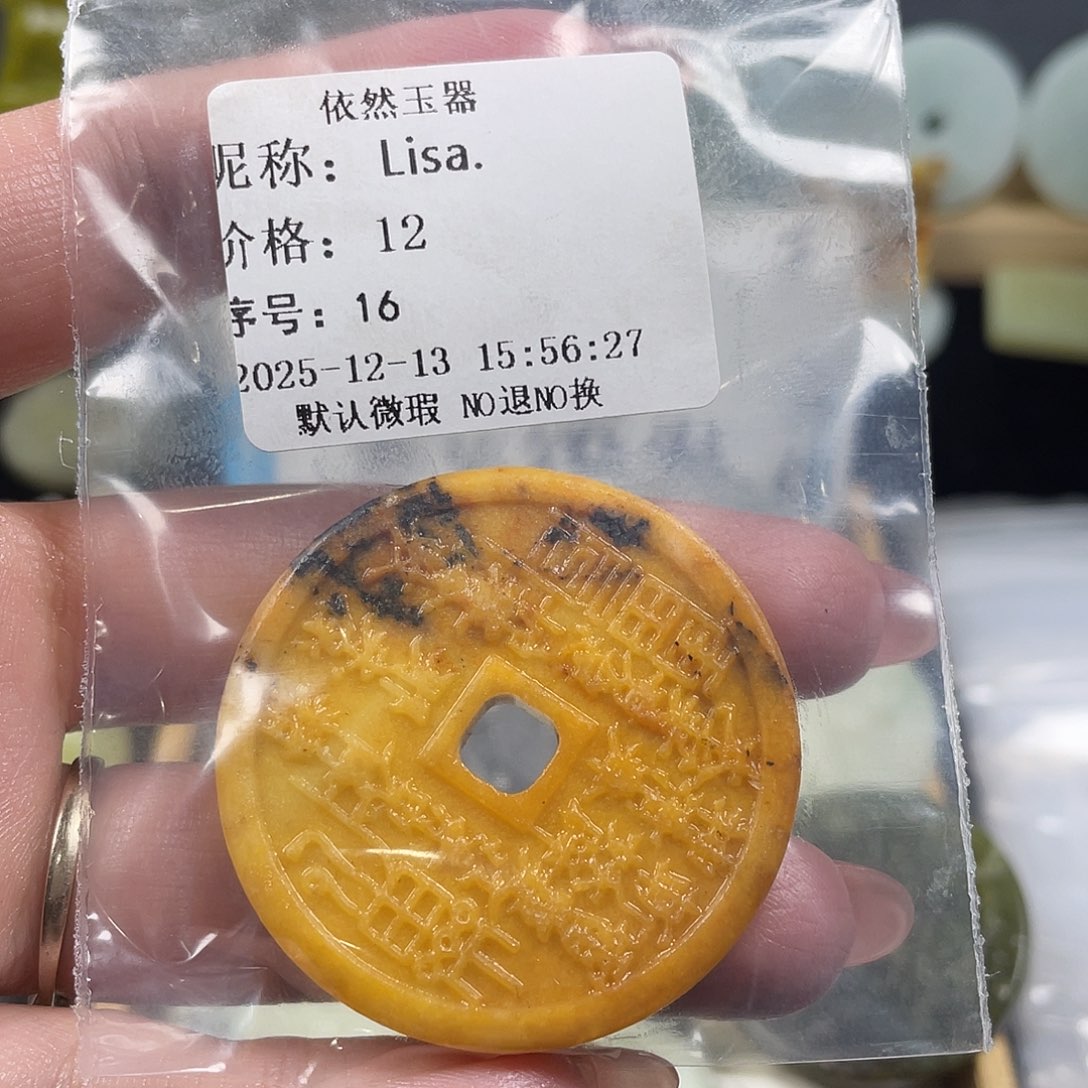 依然玉器
昵称：Lisa.
价格：12
序号：16
2025-12-13 15:56:27
默认微瑕 NO退NO换